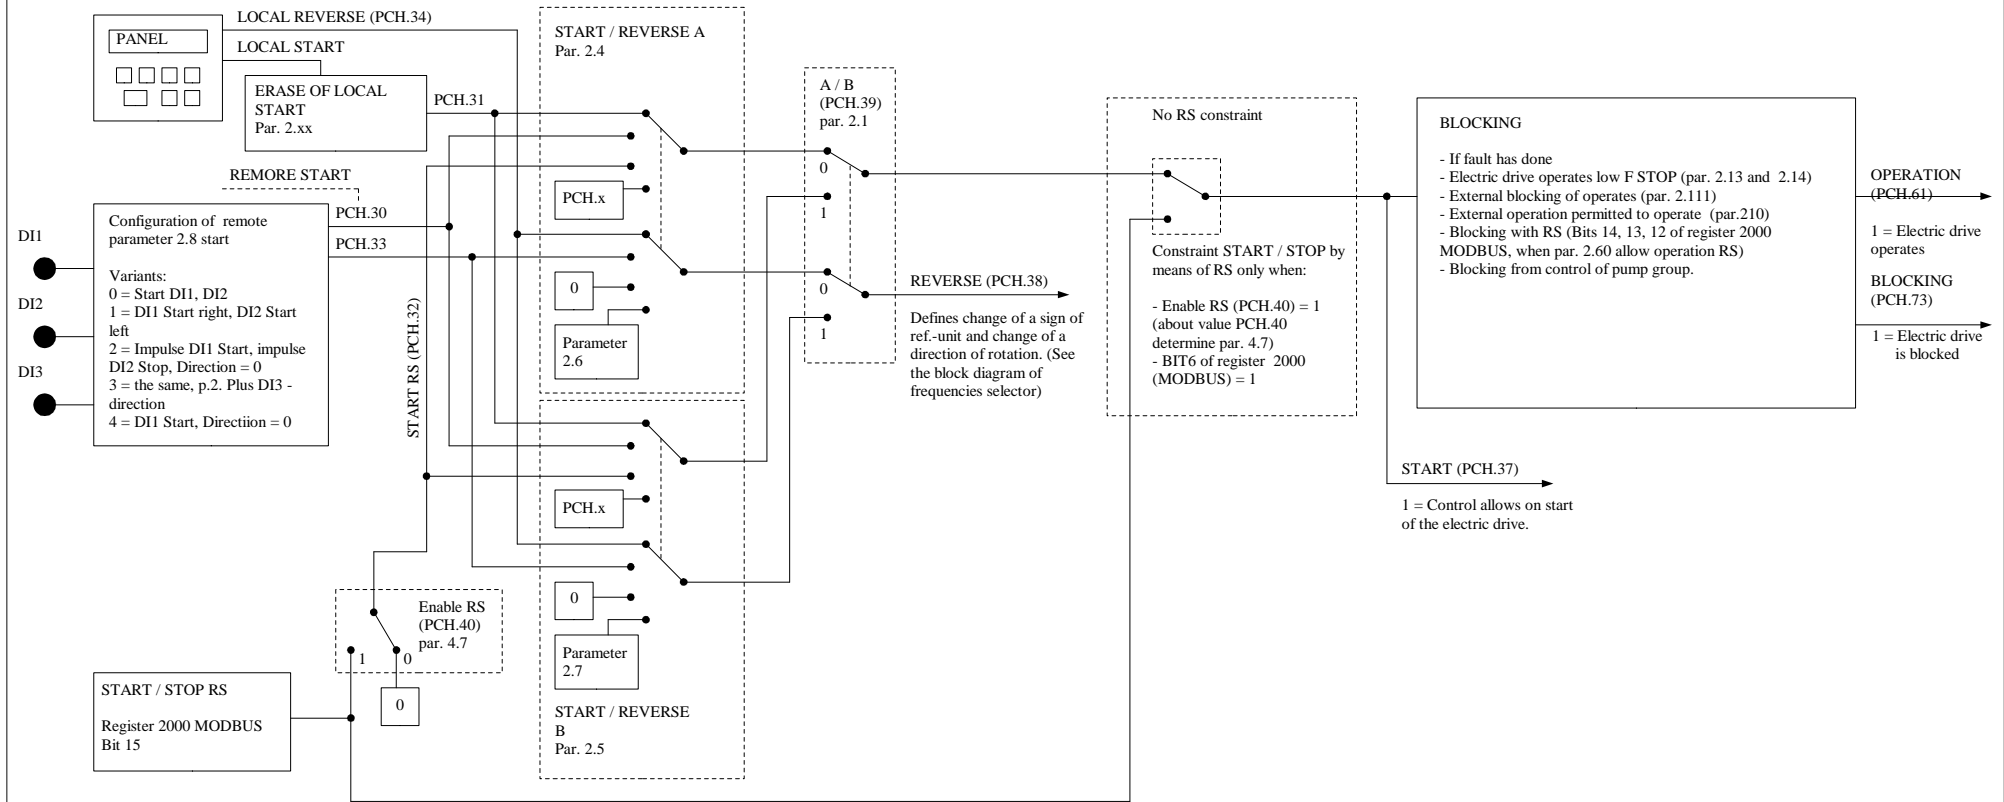 LOCAL REVERSE (PCH.34)
PANEL
LOCAL START
ERASE OF LOCAL
START
Par. 2.xx
PCH.31
REMORE START
PCH.30
PCH.33
Configuration of remote
parameter 2.8 start
Variants:
0 = Start DI1, DI2
1 = DI1 Start right, DI2 Start
left
2 = Impulse DI1 Start, impulse
DI2 Stop, Direction = 0
3 = the same, p.2. Plus DI3 -
direction
4 = DI1 Start, Directiion = 0
DI1
DI2
DI3
START RS (PCH.32)
Enable RS
(PCH.40)
par. 4.7
1
0
0
START / STOP RS
Register 2000 MODBUS
Bit 15
START / REVERSE A
Par. 2.4
PCH.x
0
Parameter
2.6
PCH.x
0
Parameter
2.7
START / REVERSE
B
Par. 2.5
A / B
(PCH.39)
par. 2.1
0
1
0
1
REVERSE (PCH.38)
Defines change of a sign of
ref.-unit and change of a
direction of rotation. (See
the block diagram of
frequencies selector)
No RS constraint
Constraint START / STOP by
means of RS only when:
- Enable RS (PCH.40) = 1
(about value PCH.40
determine par. 4.7)
- BIT6 of register 2000
(MODBUS) = 1
BLOCKING
- If fault has done
- Electric drive operates low F STOP (par. 2.13 and 2.14)
- External blocking of operates (par. 2.111)
- External operation permitted to operate (par.210)
- Blocking with RS (Bits 14, 13, 12 of register 2000
MODBUS, when par. 2.60 allow operation RS)
- Blocking from control of pump group.
START (PCH.37)
1 = Control allows on start
of the electric drive.
OPERATION
(PCH.61)
1 = Electric drive
operates
BLOCKING
(PCH.73)
1 = Electric drive
is blocked